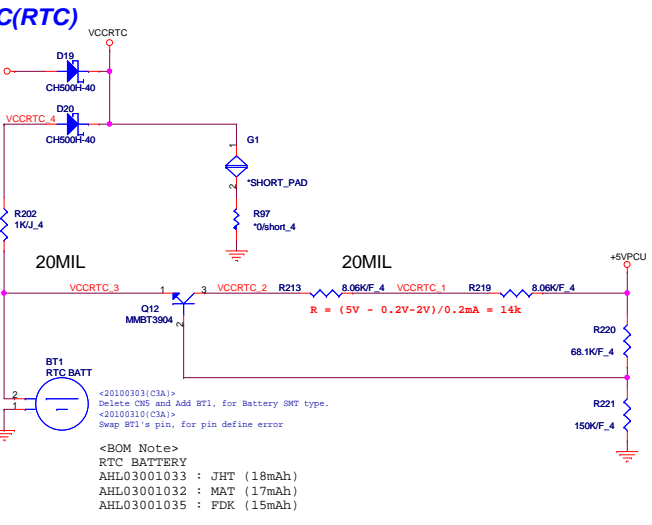 C(RTC)
VCCRTC
D19
CH500H-40
D20
VCCRTC_4
CH500H-40
1
G1
2
*SHORT_PAD
R202
1K/J_4
R97
*0/short_4
20MIL
20MIL
+5VPCU
VCCRTC_3
1
3
VCCRTC_2
R213
8.06K/F_4
VCCRTC_1
R219
8.06K/F_4
Q12
MMBT3904
2
R = (5V - 0.2V-2V)/0.2mA = 14k
R220
68.1K/F_4
BT1
RTC BATT
2
1
<20100303(C3A)>
Delete CN5 and Add BT1, for Battery SMT type.
<20100310(C3A)>
Swap BT1's pin, for pin define error
R221
150K/F_4
<BOM Note>
RTC BATTERY
AHL03001033 : JHT (18mAh)
AHL03001032 : MAT (17mAh)
AHL03001035 : FDK (15mAh)